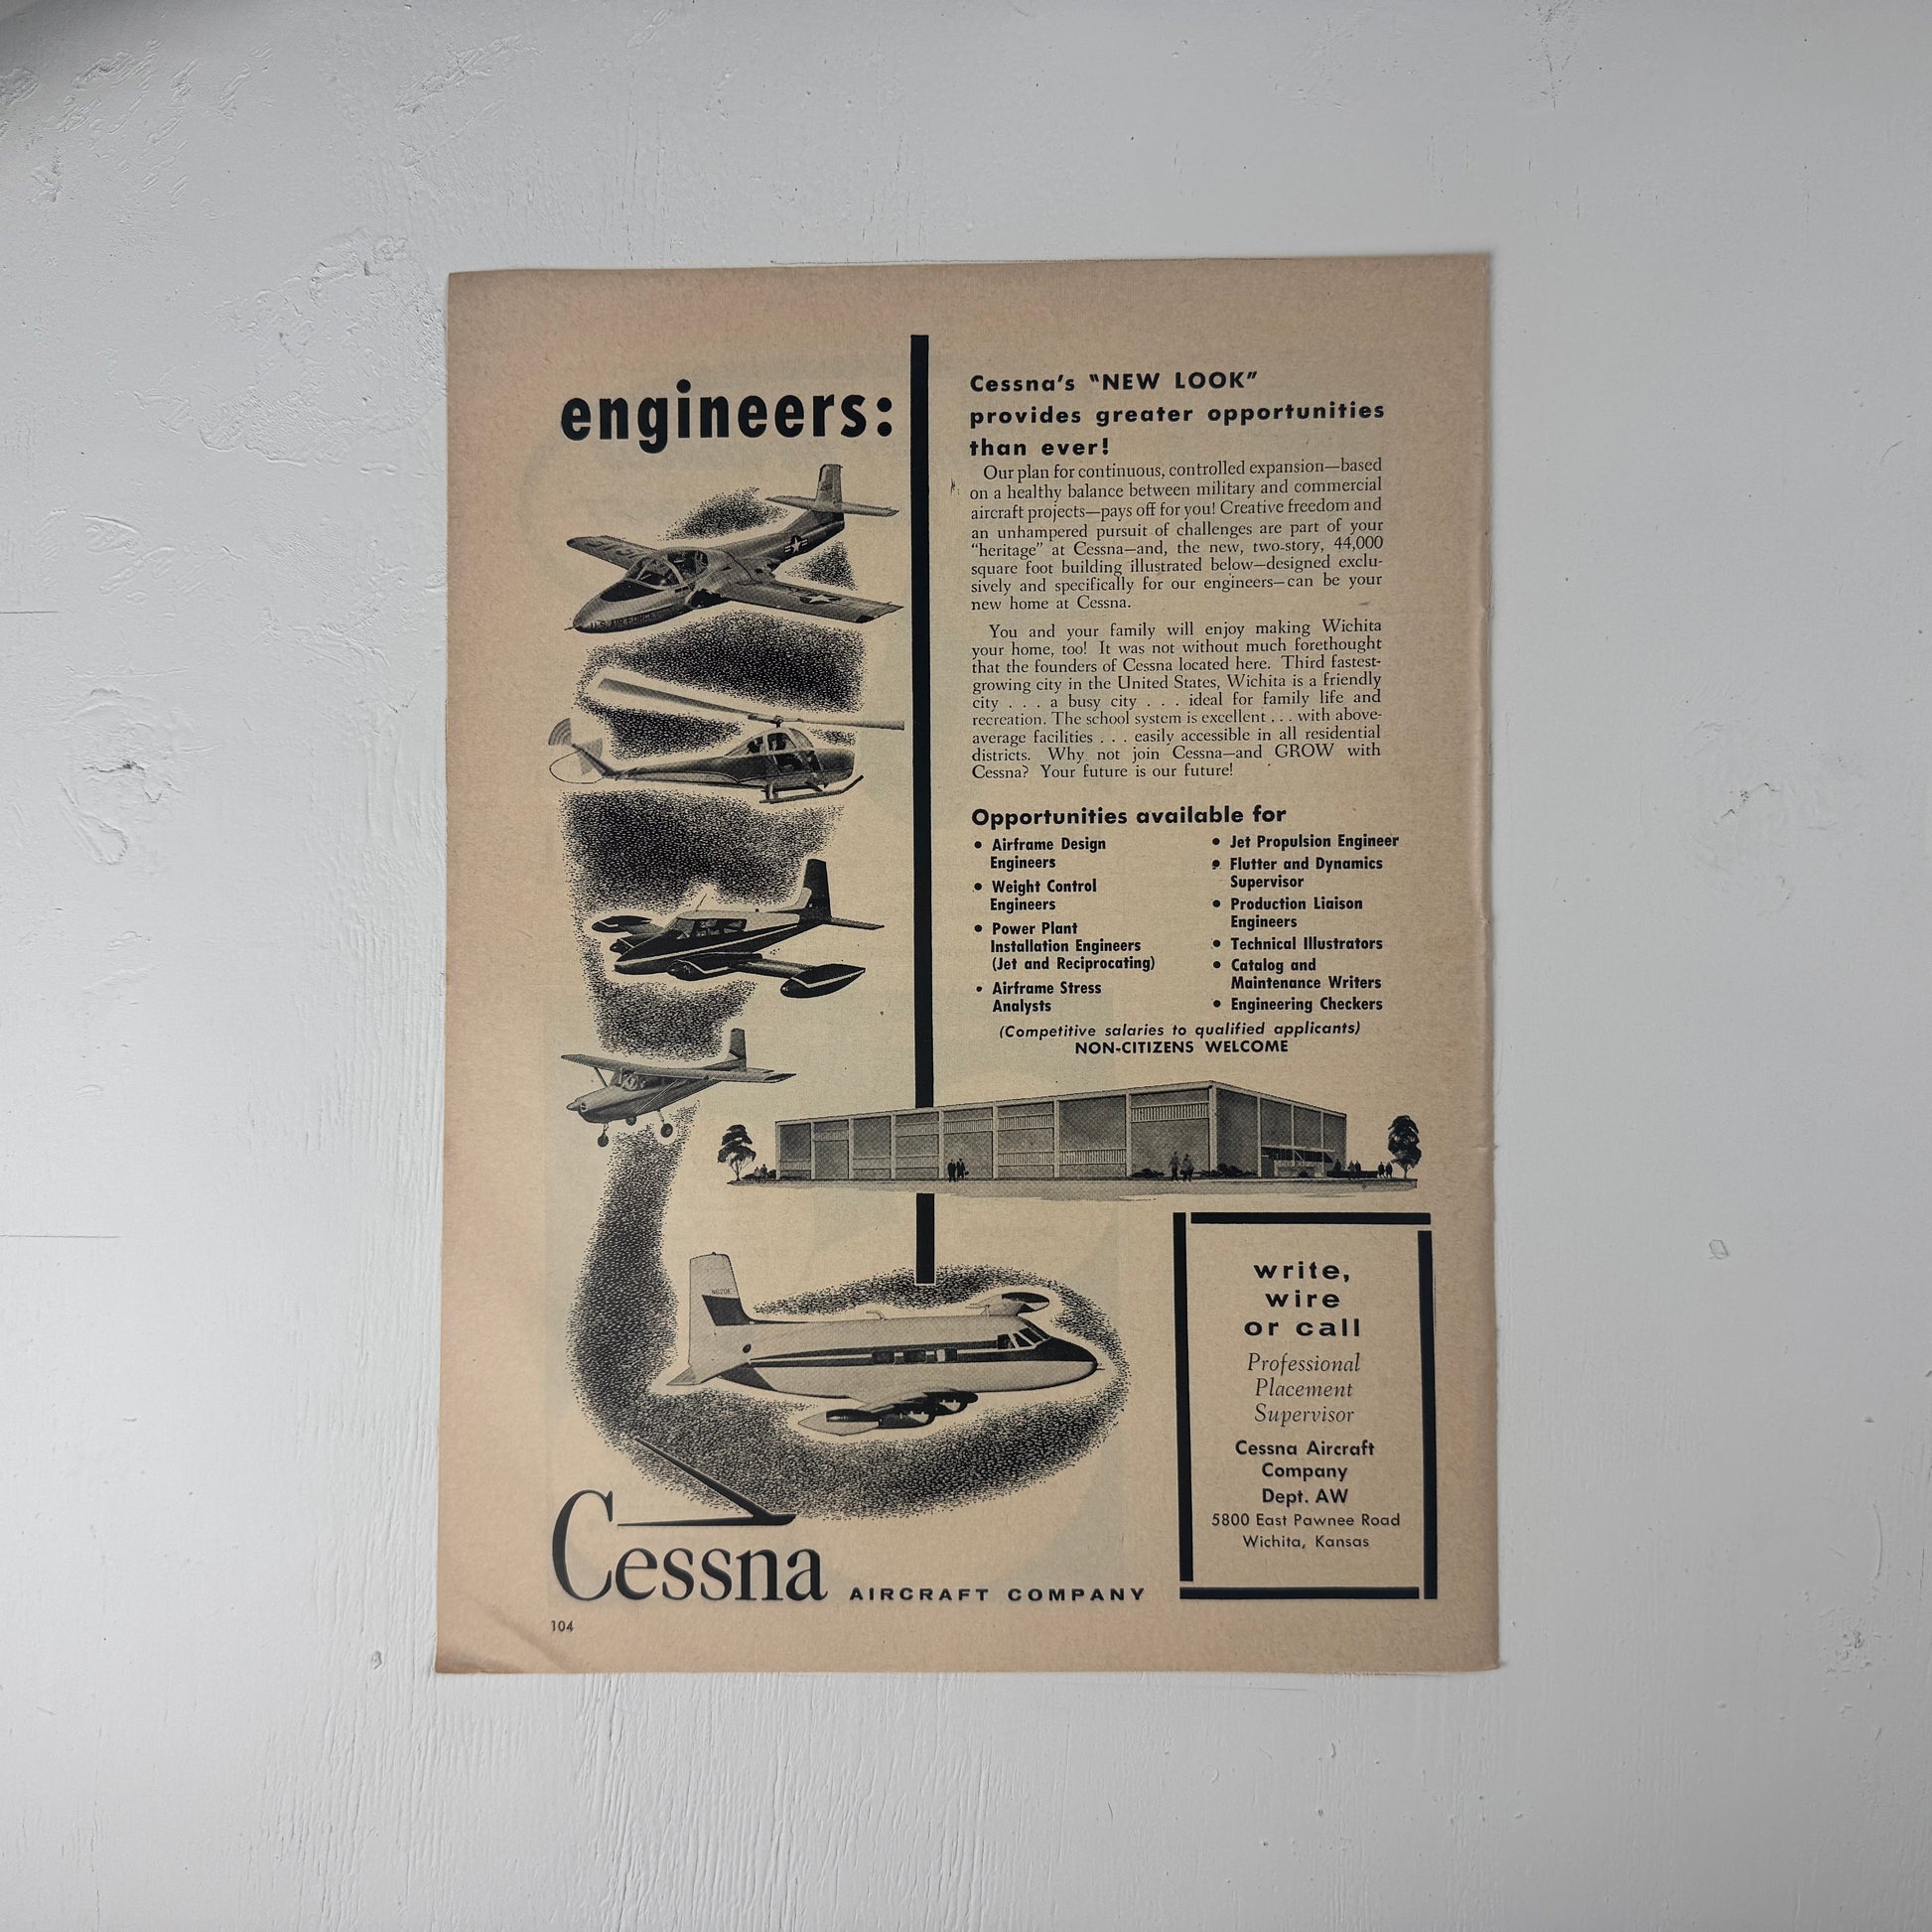 engineers:
Cessna's "NEW LOOK"
provides greater opportunities
than ever!
Our plan for continuous, controlled expansion—based
on a healthy balance between military and commercial
aircraft projects—pays off for you! Creative freedom and
an unhampered pursuit of challenges are part of your
"heritage" at Cessna—and, the new, two-story, 44,000
square foot building illustrated below—designed exclu-
sively and specifically for our engineers—can be your
new home at Cessna.
You and your family will enjoy making Wichita
your home, too! It was not without much forethought
that the founders of Cessna located here. Third fastest-
growing city in the United States, Wichita is a friendly
city . . . a busy city . . . ideal for family life and
recreation. The school system is excellent . . . with above-
average facilities . . . easily accessible in all residential
districts. Why not join Cessna—and GROW with
Cessna? Your future is our future!
Opportunities available for
• Airframe Design
Engineers
• Weight Control
Engineers
• Power Plant
Installation Engineers
(Jet and Reciprocating)
• Airframe Stress
Analysts
• Jet Propulsion Engineer
• Flutter and Dynamics
Supervisor
• Production Liaison
Engineers
• Technical Illustrators
• Catalog and
Maintenance Writers
• Engineering Checkers
(Competitive salaries to qualified applicants)
NON-CITIZENS WELCOME
U.S. AIR FORCE
N620E
write,
wire
or call
Professional
Placement
Supervisor
Cessna Aircraft
Company
Dept. AW
5800 East Pawnee Road
Wichita, Kansas
Cessna AIRCRAFT COMPANY
104